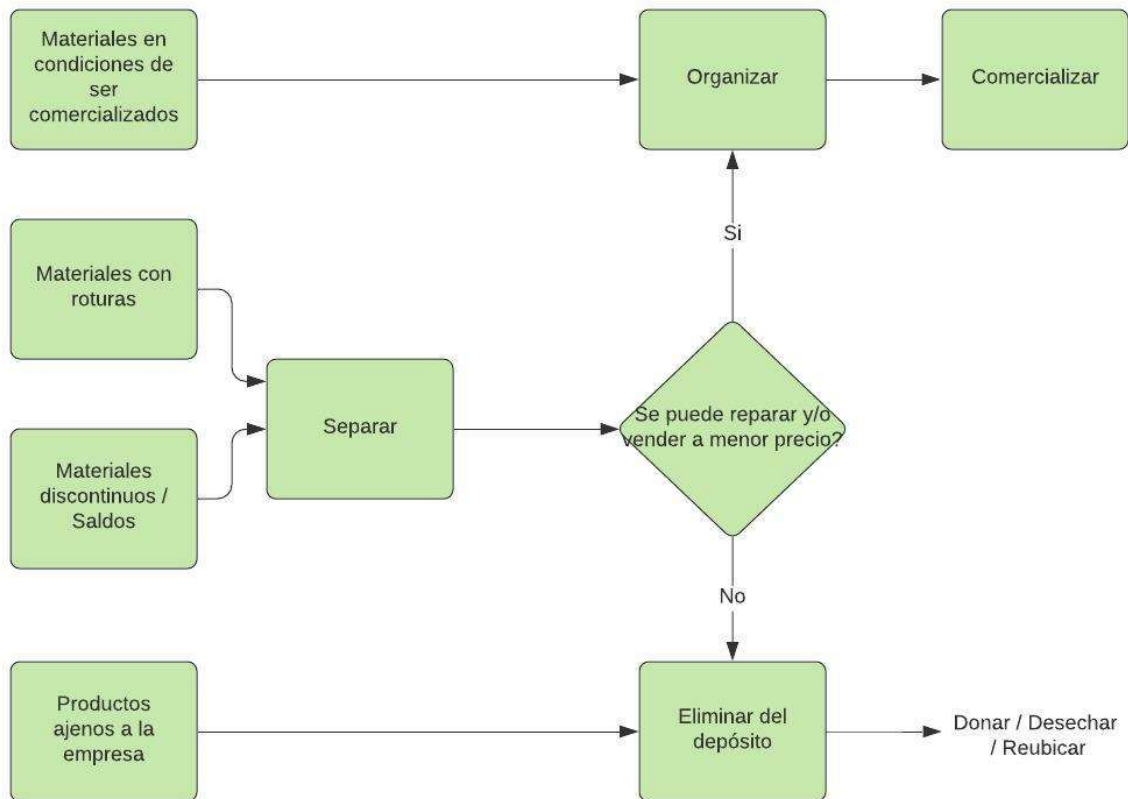 Materiales en
condiciones de
ser
comercializados
Organizar
Comercializar
Si
Materiales con
roturas
Separar
Se puede reparar y/o
vender a menor precio?
Materiales
discontinuos /
Saldos
No
Productos
ajenos a la
empresa
Eliminar del
depósito
Donar / Desechar
/ Reubicar